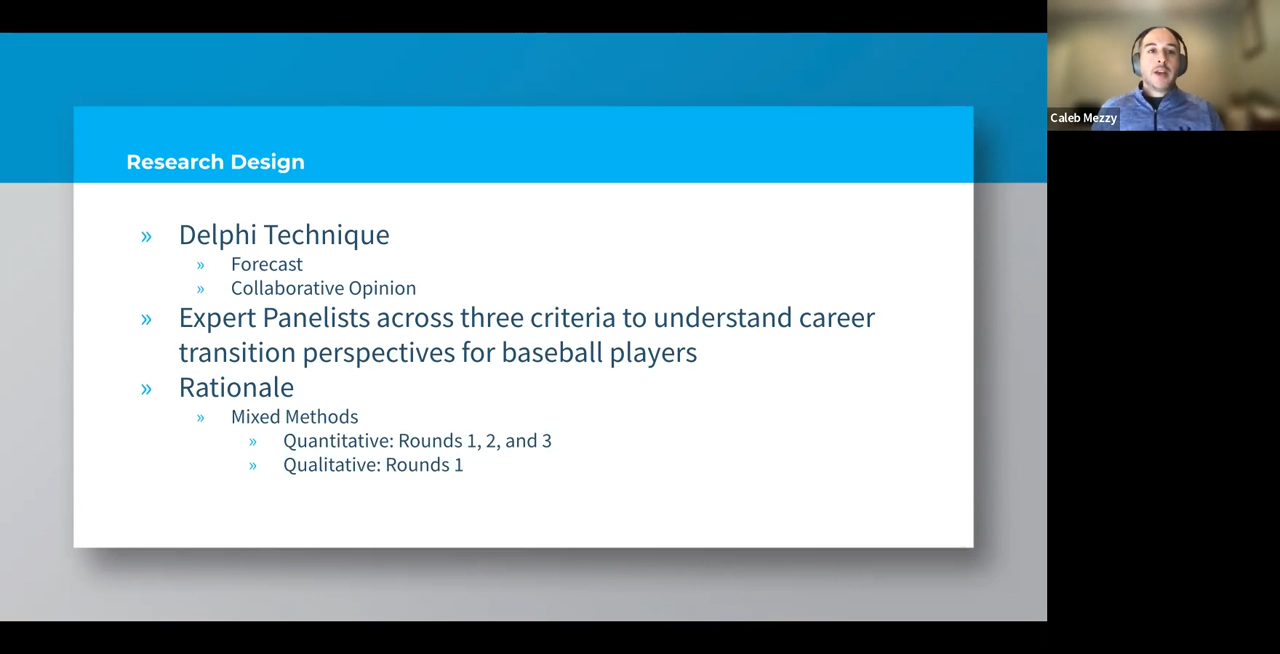 Research Design
» Delphi Technique
» Forecast
» Collaborative Opinion
» Expert Panelists across three criteria to understand career
transition perspectives for baseball players
» Rationale
» Mixed Methods
» Quantitative: Rounds 1, 2, and 3
» Qualitative: Rounds 1
Caleb Mezzy